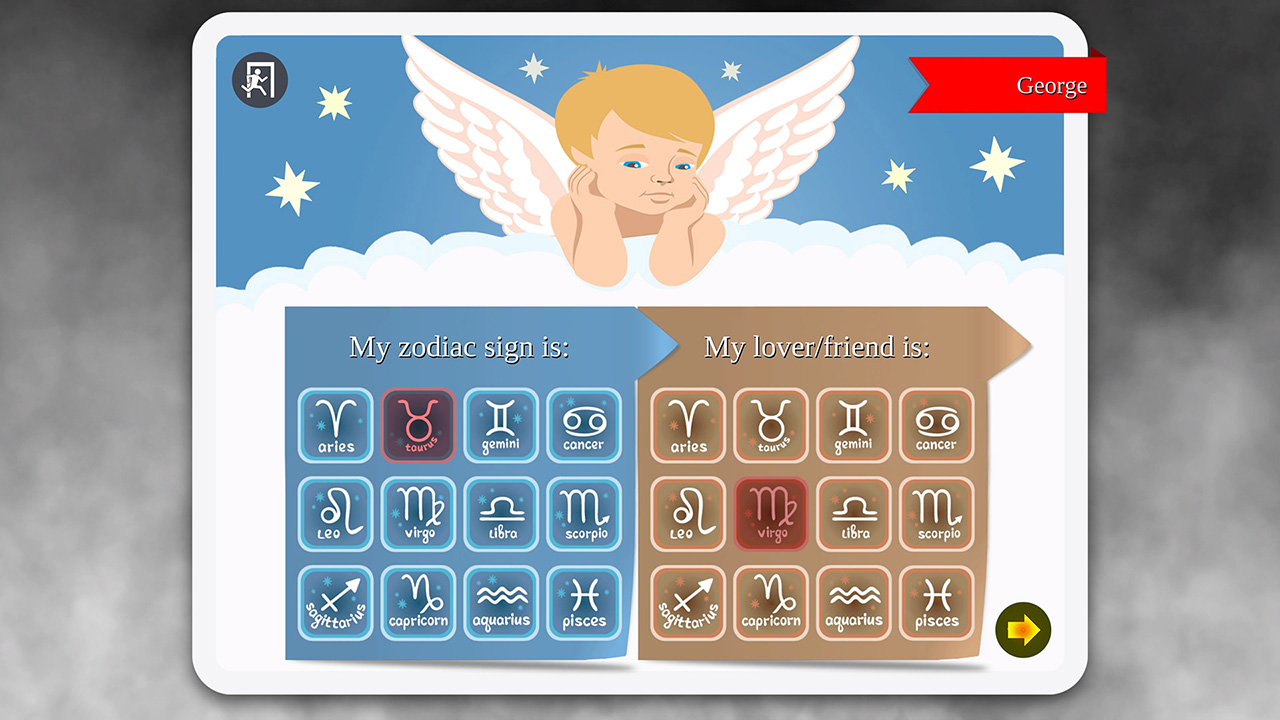 George
My zodiac sign is:
aries
taurus
gemini
cancer
Leo
virgo
libra
scorpio
sagittarius
capricorn
aquarius
pisces
My lover/friend is:
aries
taurus
gemini
cancer
Leo
virgo
libra
scorpio
sagittarius
capricorn
aquarius
pisces